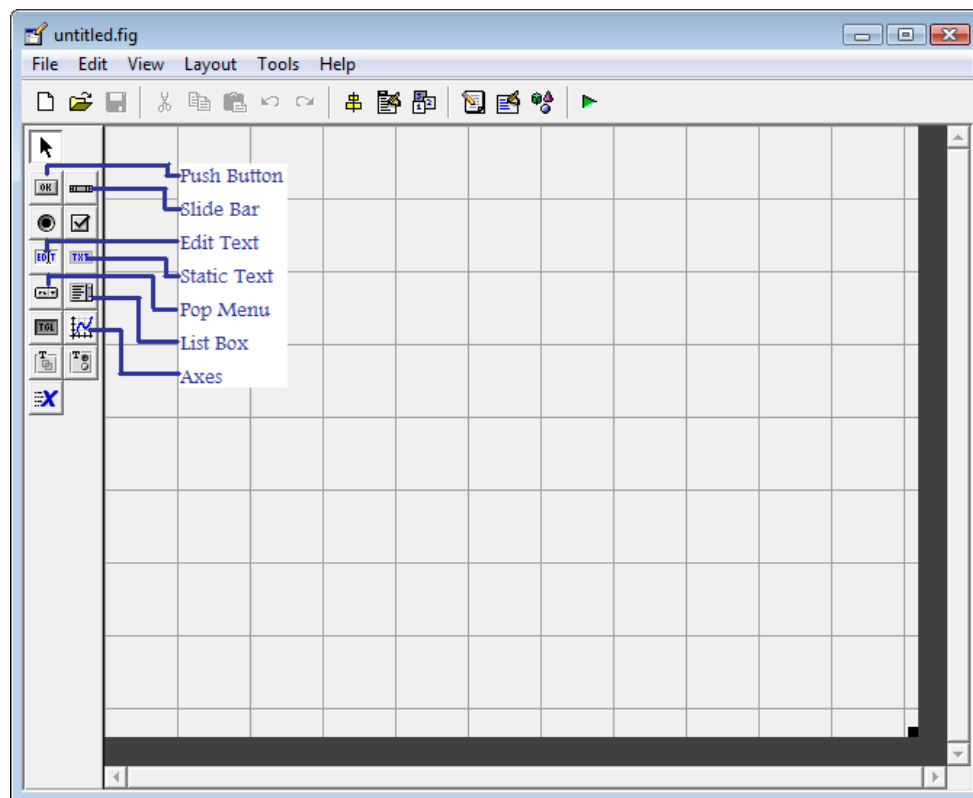 untitled.fig
File Edit View Layout Tools Help
Push Button
OK
Slide Bar
Edit Text
EDIT TXT
Static Text
Pop Menu
TGL
List Box
Axes
T T
X